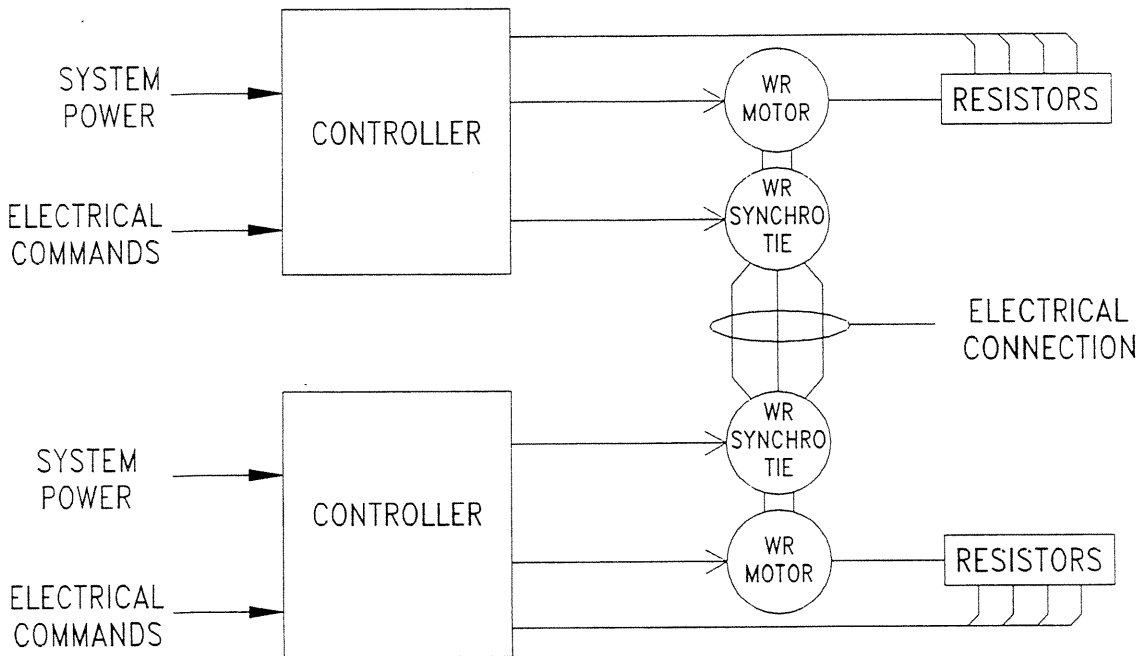 SYSTEM
POWER
CONTROLLER
WR
MOTOR
RESISTORS
ELECTRICAL
COMMANDS
WR
SYNCHRO
TIE
ELECTRICAL
CONNECTION
WR
SYNCHRO
TIE
SYSTEM
POWER
CONTROLLER
WR
MOTOR
RESISTORS
ELECTRICAL
COMMANDS